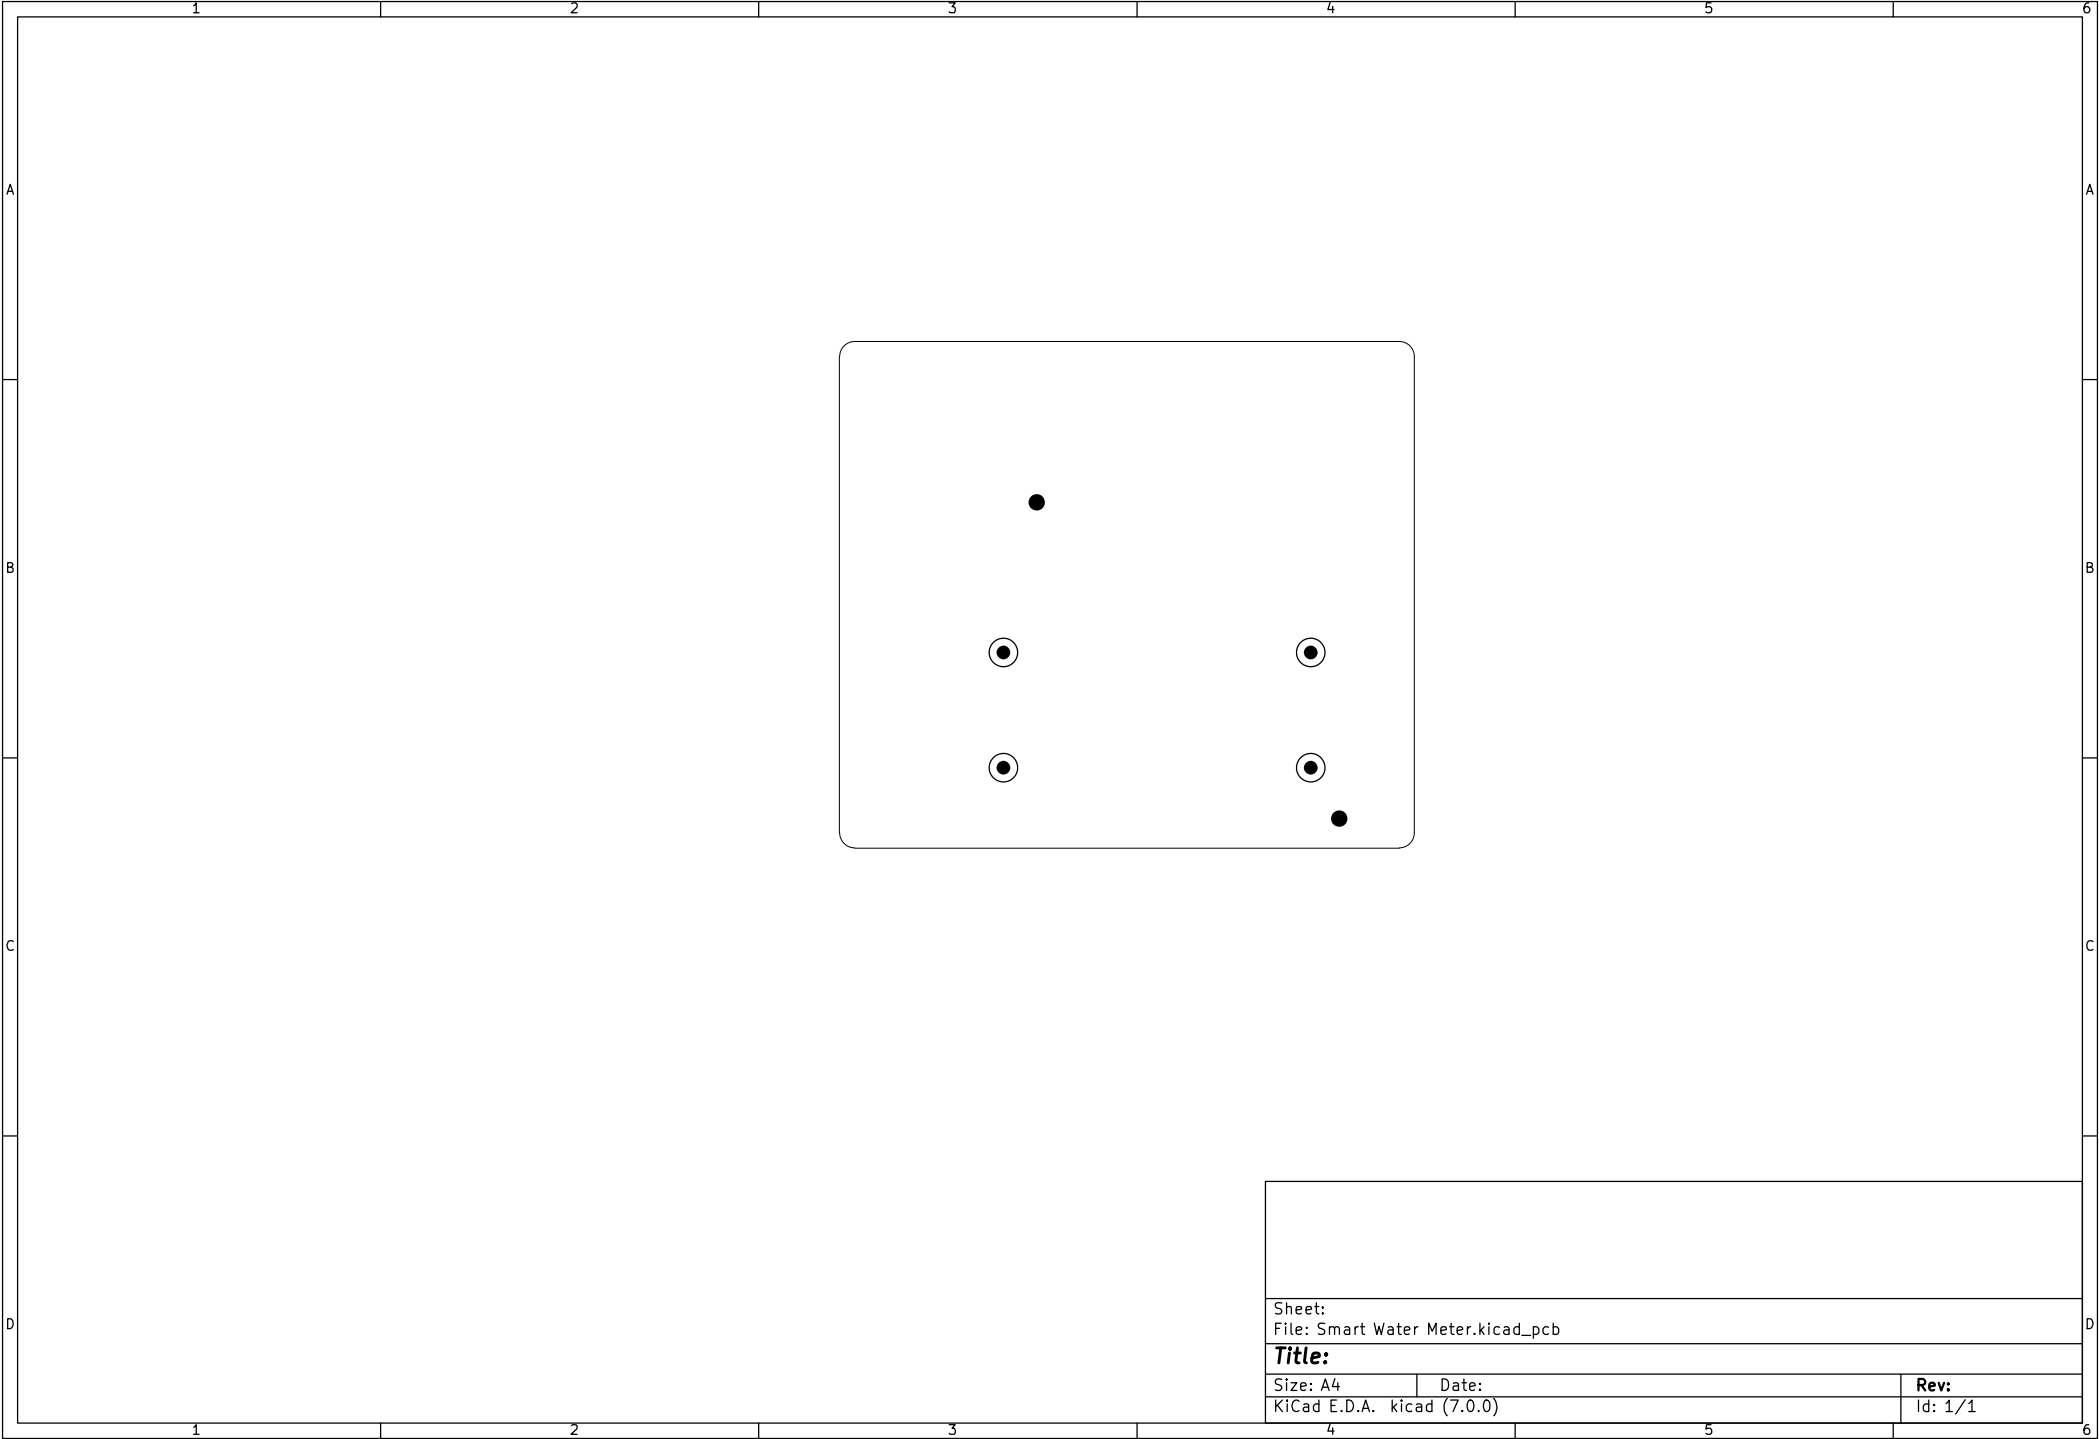 1 2 3 4 5 6
A A
B B
C C
Sheet:
File: Smart Water Meter.kicad_pcb
D D
Title:
Size: A4 Date: Rev:
KiCad E.D.A. kicad (7.0.0) Id: 1/1
1 2 3 4 5 6